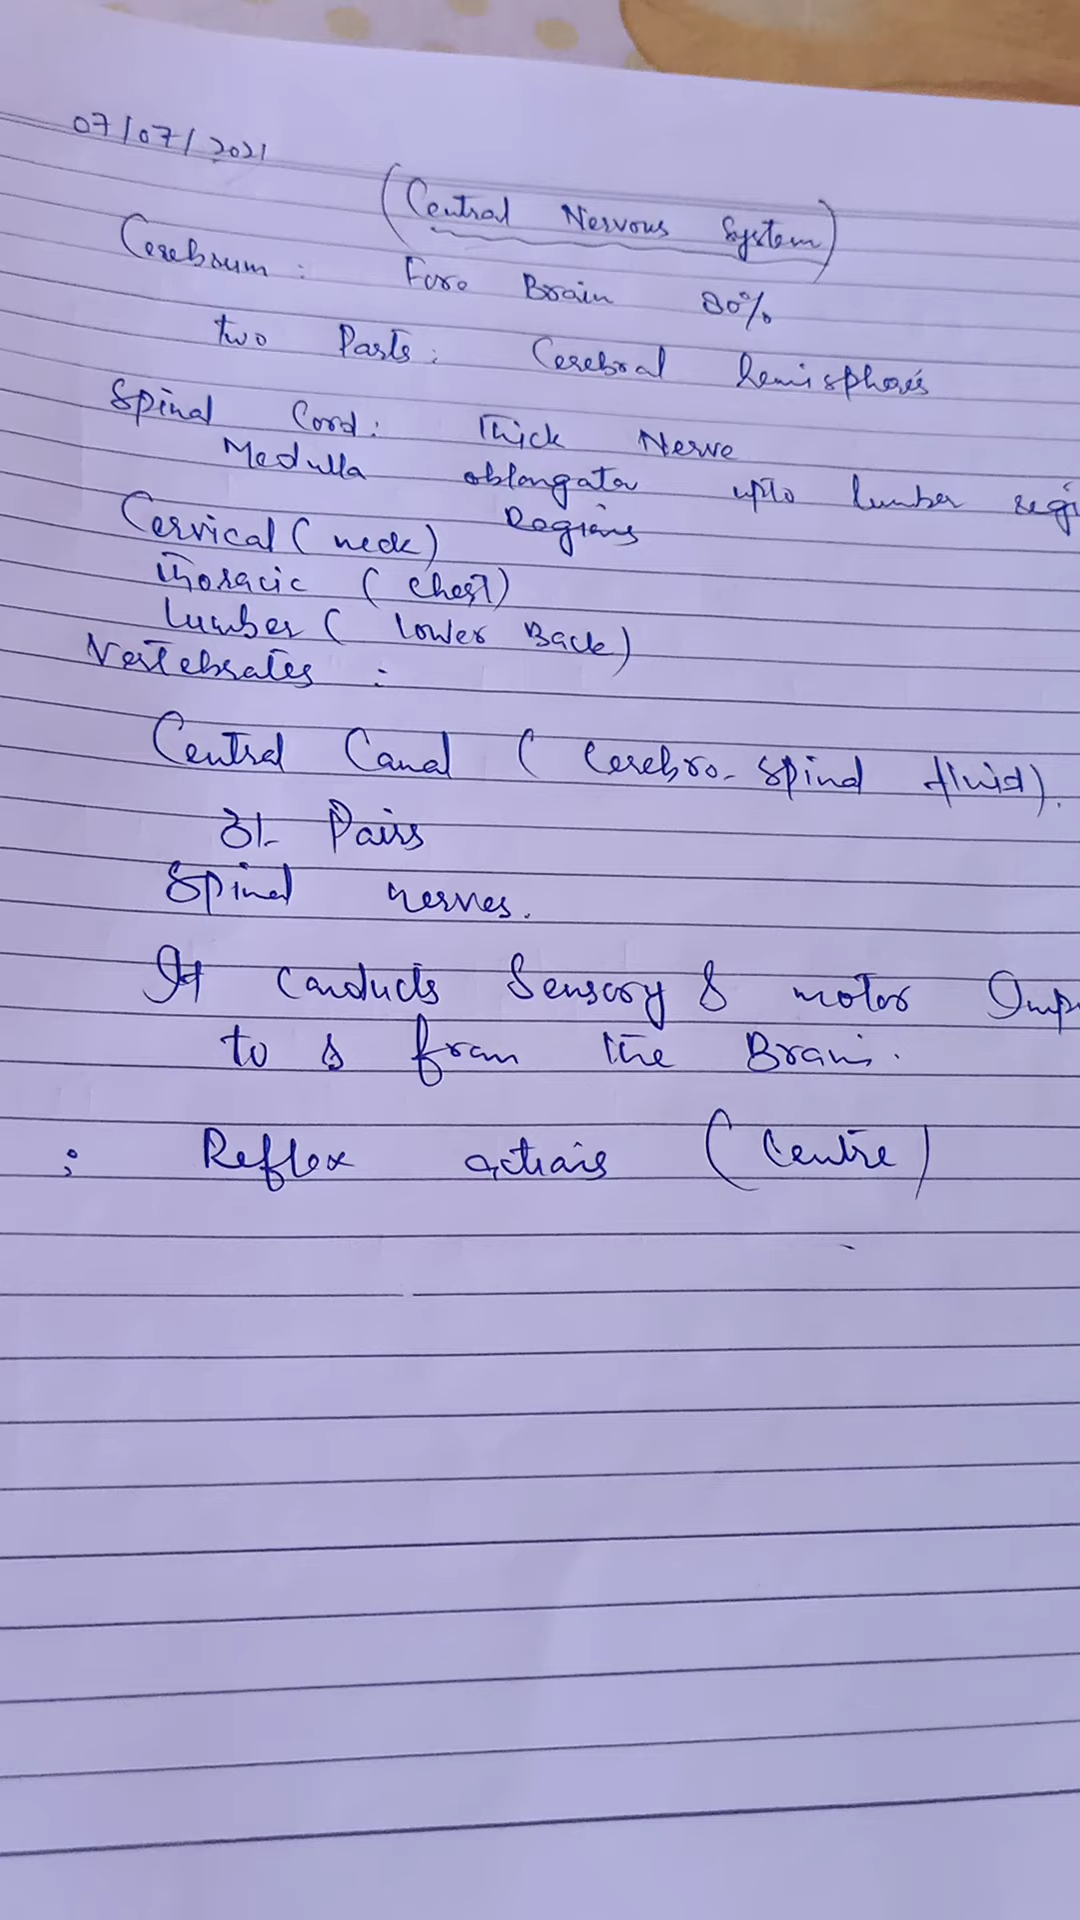 07/07/2021
(Central Nervous System)
Cerebrum: Fore Brain 80%
two Parts: Cerebral hemispheres
Spinal Cord: Thick Nerve
Medulla oblongata upto lumber regi
Regions
Cervical (neck)
Thoracic (Chest)
Lumber (Lower Back)
Vertebrates :
Central Canal (Cerebro-spinal fluid).
31 Pairs
Spinal nerves.
It conducts Sensory & motor Imp
to & from the Brain.
: Reflex actions (Centre)